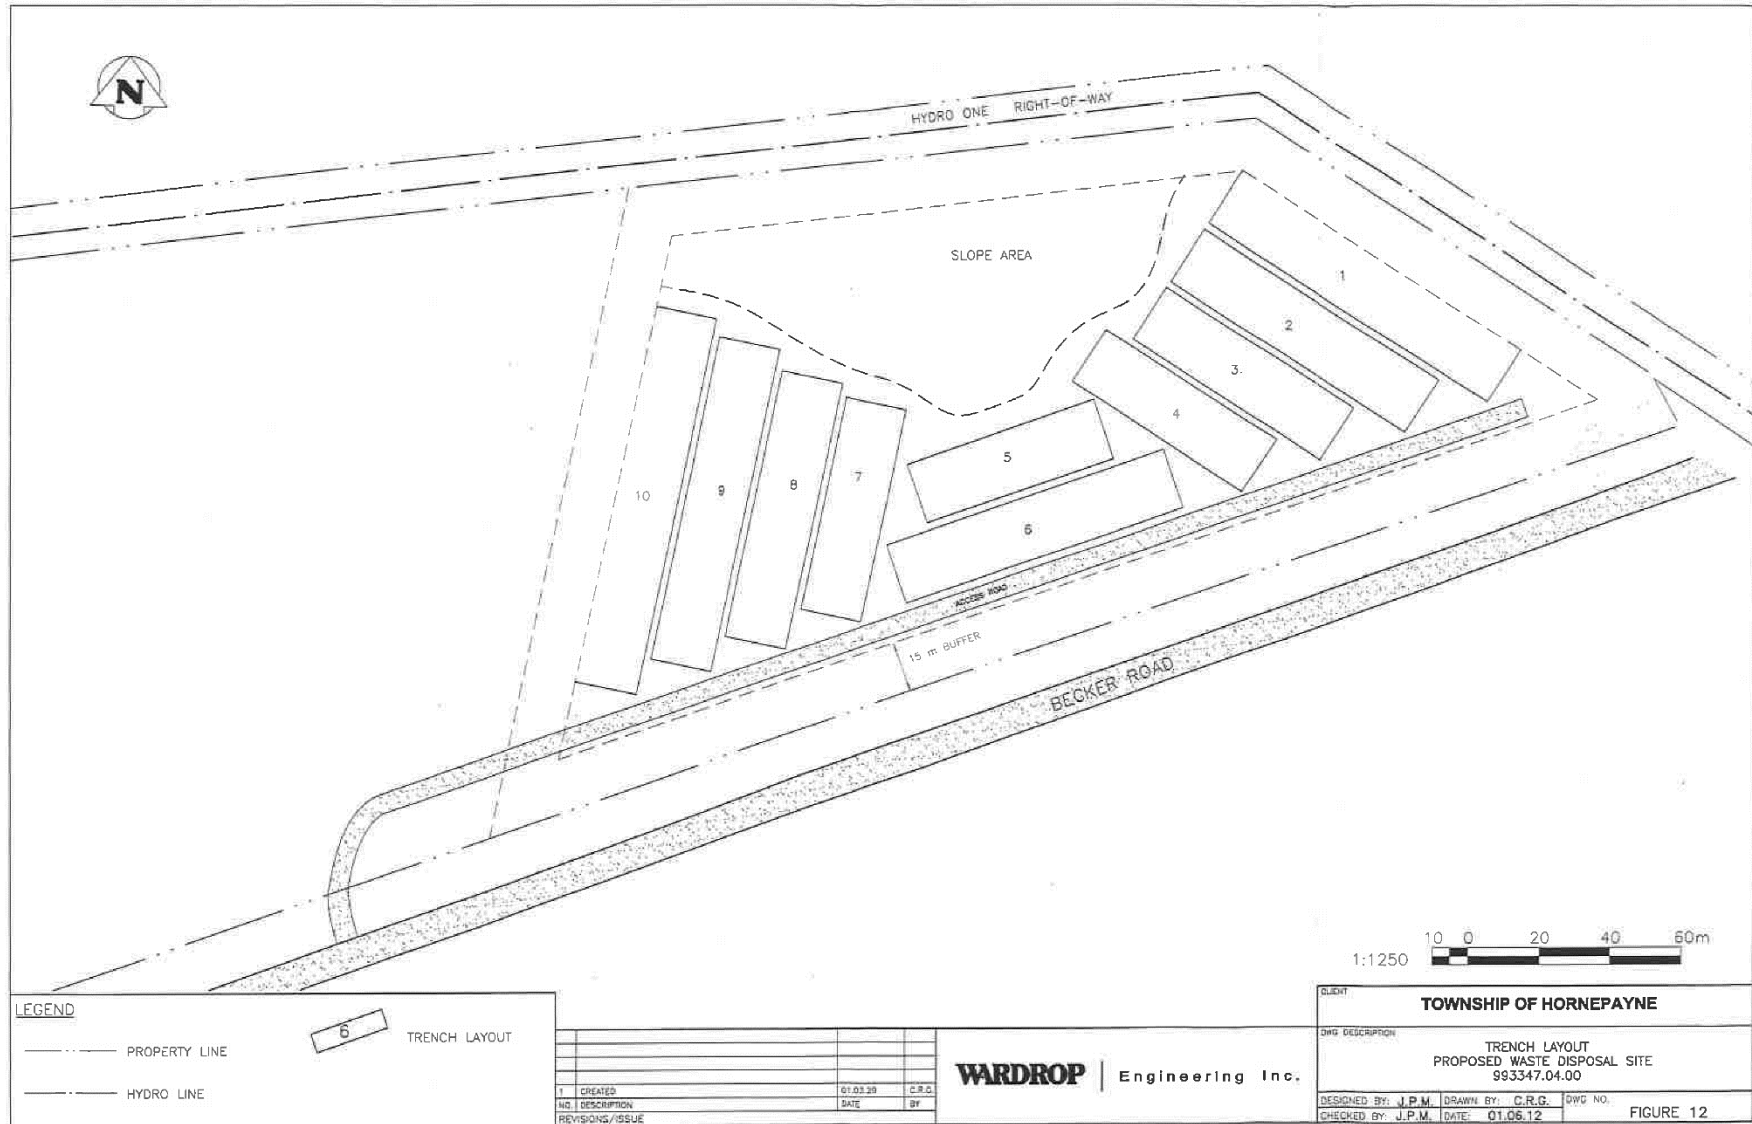 N
HYDRO ONE RIGHT-OF-WAY
SLOPE AREA
1
2
3.
4
5
6
7
8
9
10
ACCESS ROAD
15 m BUFFER
BECKER ROAD
10 0 20 40 60m
1:1250
LEGEND
PROPERTY LINE
HYDRO LINE
6
TRENCH LAYOUT
1 CREATED 01.03.29 C.R.G.
NO. DESCRIPTION DATE BY
REVISIONS/ISSUE
WARDROP Engineering Inc.
CLIENT
TOWNSHIP OF HORNEPAYNE
DWG DESCRIPTION
TRENCH LAYOUT
PROPOSED WASTE DISPOSAL SITE
993347.04.00
DESIGNED BY: J.P.M. DRAWN BY: C.R.G. DWG NO.
CHECKED BY: J.P.M. DATE: 01.06.12 FIGURE 12